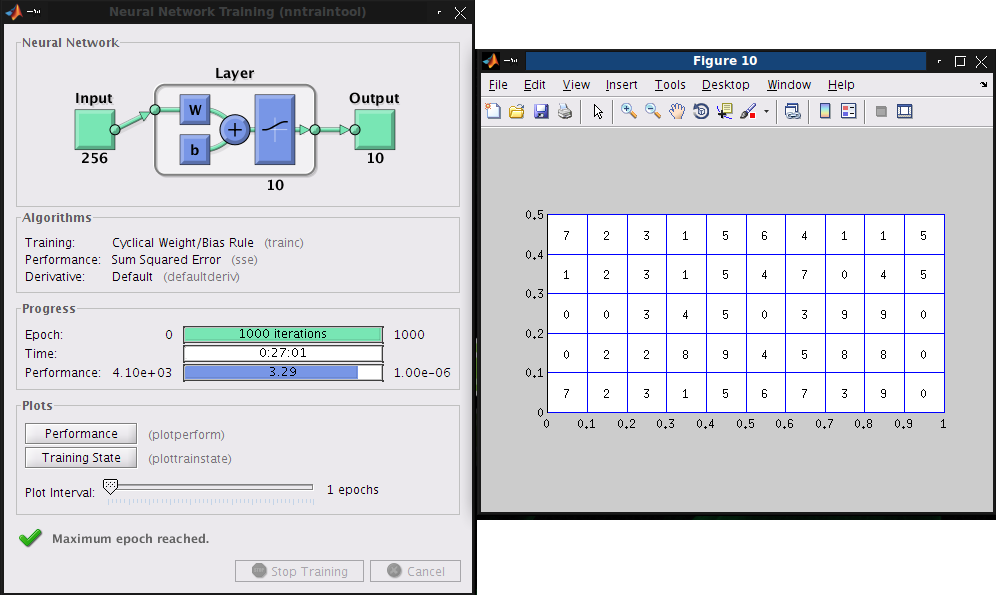 Neural Network Training (nntraintool)
Neural Network
Layer
Input
Output
W
b
+
256
10
10
Algorithms
Training: Cyclical Weight/Bias Rule (trainc)
Performance: Sum Squared Error (sse)
Derivative: Default (defaultderiv)
Progress
Epoch: 0 1000 iterations 1000
Time: 0:27:01
Performance: 4.10e+03 3.29 1.00e-06
Plots
Performance (plotperform)
Training State (plottrainstate)
Plot Interval: 1 epochs
Maximum epoch reached.
Stop Training Cancel
Figure 10
File Edit View Insert Tools Desktop Window Help
0.5
7 2 3 1 5 6 4 1 1 5
0.4
1 2 3 1 5 4 7 0 4 5
0.3
0 0 3 4 5 0 3 9 9 0
0.2
0 2 2 8 9 4 5 8 8 0
0.1
7 2 3 1 5 6 7 3 9 0
0
0 0.1 0.2 0.3 0.4 0.5 0.6 0.7 0.8 0.9 1